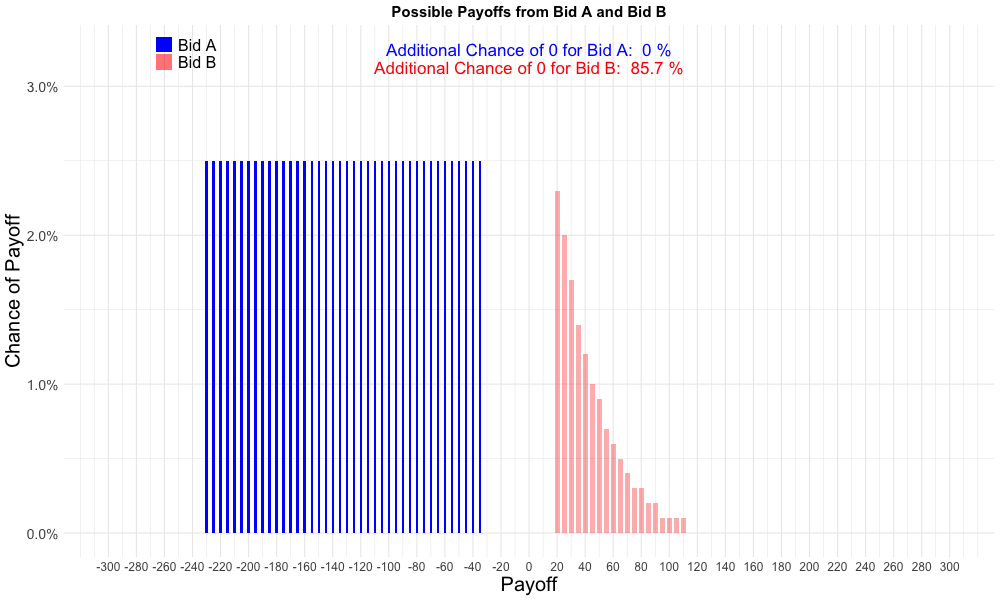 Possible Payoffs from Bid A and Bid B
Bid A
Bid B
Additional Chance of 0 for Bid A:  0 %
Additional Chance of 0 for Bid B:  85.7 %
Chance of Payoff
3.0%
2.0%
1.0%
0.0%
-300 -280 -260 -240 -220 -200 -180 -160 -140 -120 -100 -80 -60 -40 -20 0 20 40 60 80 100 120 140 160 180 200 220 240 260 280 300
Payoff